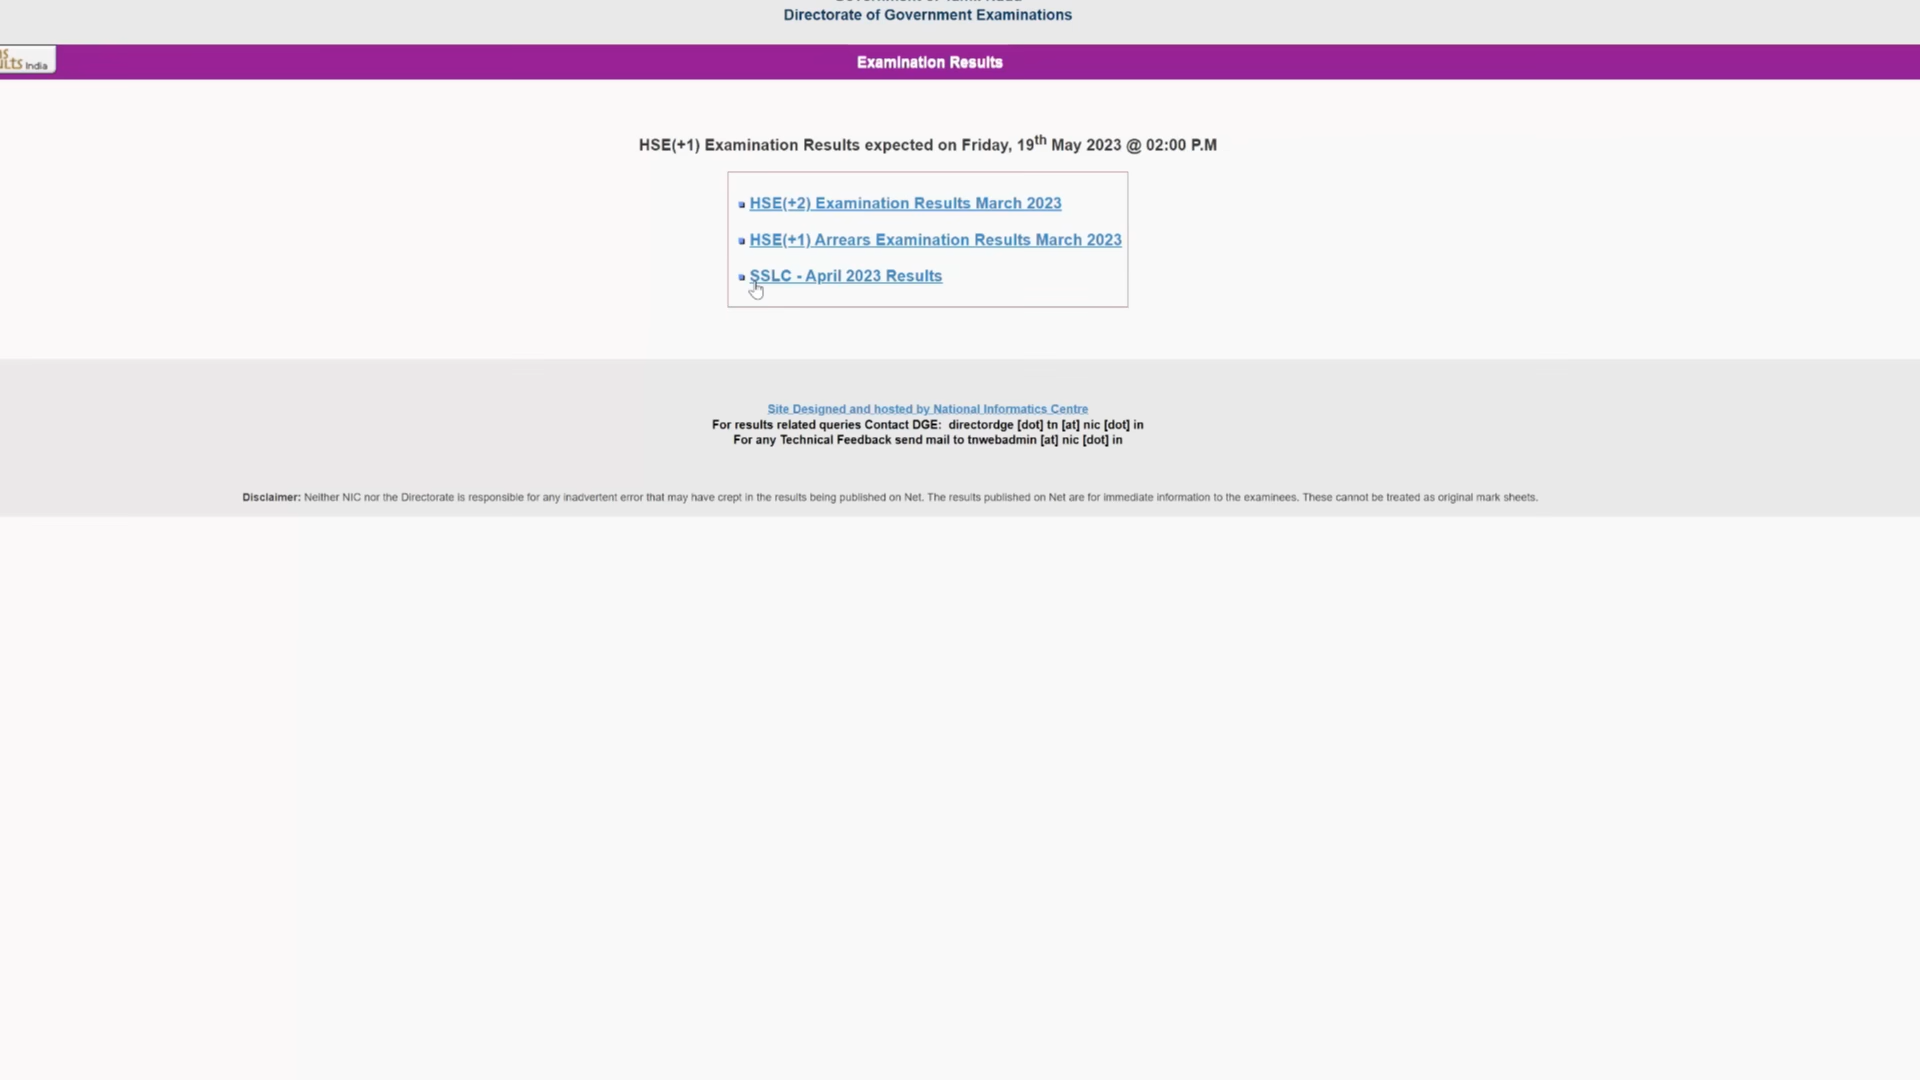 Directorate of Government Examinations
India
Examination Results
HSE(+1) Examination Results expected on Friday, 19th May 2023 @ 02:00 P.M
HSE(+2) Examination Results March 2023
HSE(+1) Arrears Examination Results March 2023
SSLC - April 2023 Results
Site Designed and hosted by National Informatics Centre
For results related queries Contact DGE: directordge [dot] tn [at] nic [dot] in
For any Technical Feedback send mail to tnwebadmin [at] nic [dot] in
Disclaimer: Neither NIC nor the Directorate is responsible for any inadvertent error that may have crept in the results being published on Net. The results published on Net are for immediate information to the examinees. These cannot be treated as original mark sheets.